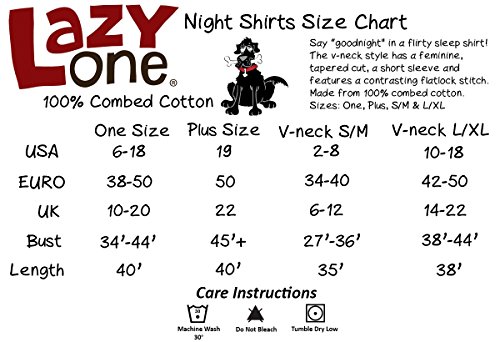 Lazy One®
Night Shirts Size Chart
100% Combed Cotton
Say "goodnight" in a flirty sleep shirt!
The v-neck style has a feminine,
tapered cut, a short sleeve and
features a contrasting flatlock stitch.
Made from 100% combed cotton.
Sizes: One, Plus, S/M & L/XL
One Size Plus Size V-neck S/M V-neck L/XL
USA 6-18 19 2-8 10-18
EURO 38-50 50 34-40 42-50
UK 10-20 22 6-12 14-22
Bust 34'-44' 45'+ 27'-36' 38'-44'
Length 40' 40' 35' 38'
Care Instructions
30
Machine Wash 30° Do Not Bleach Tumble Dry Low